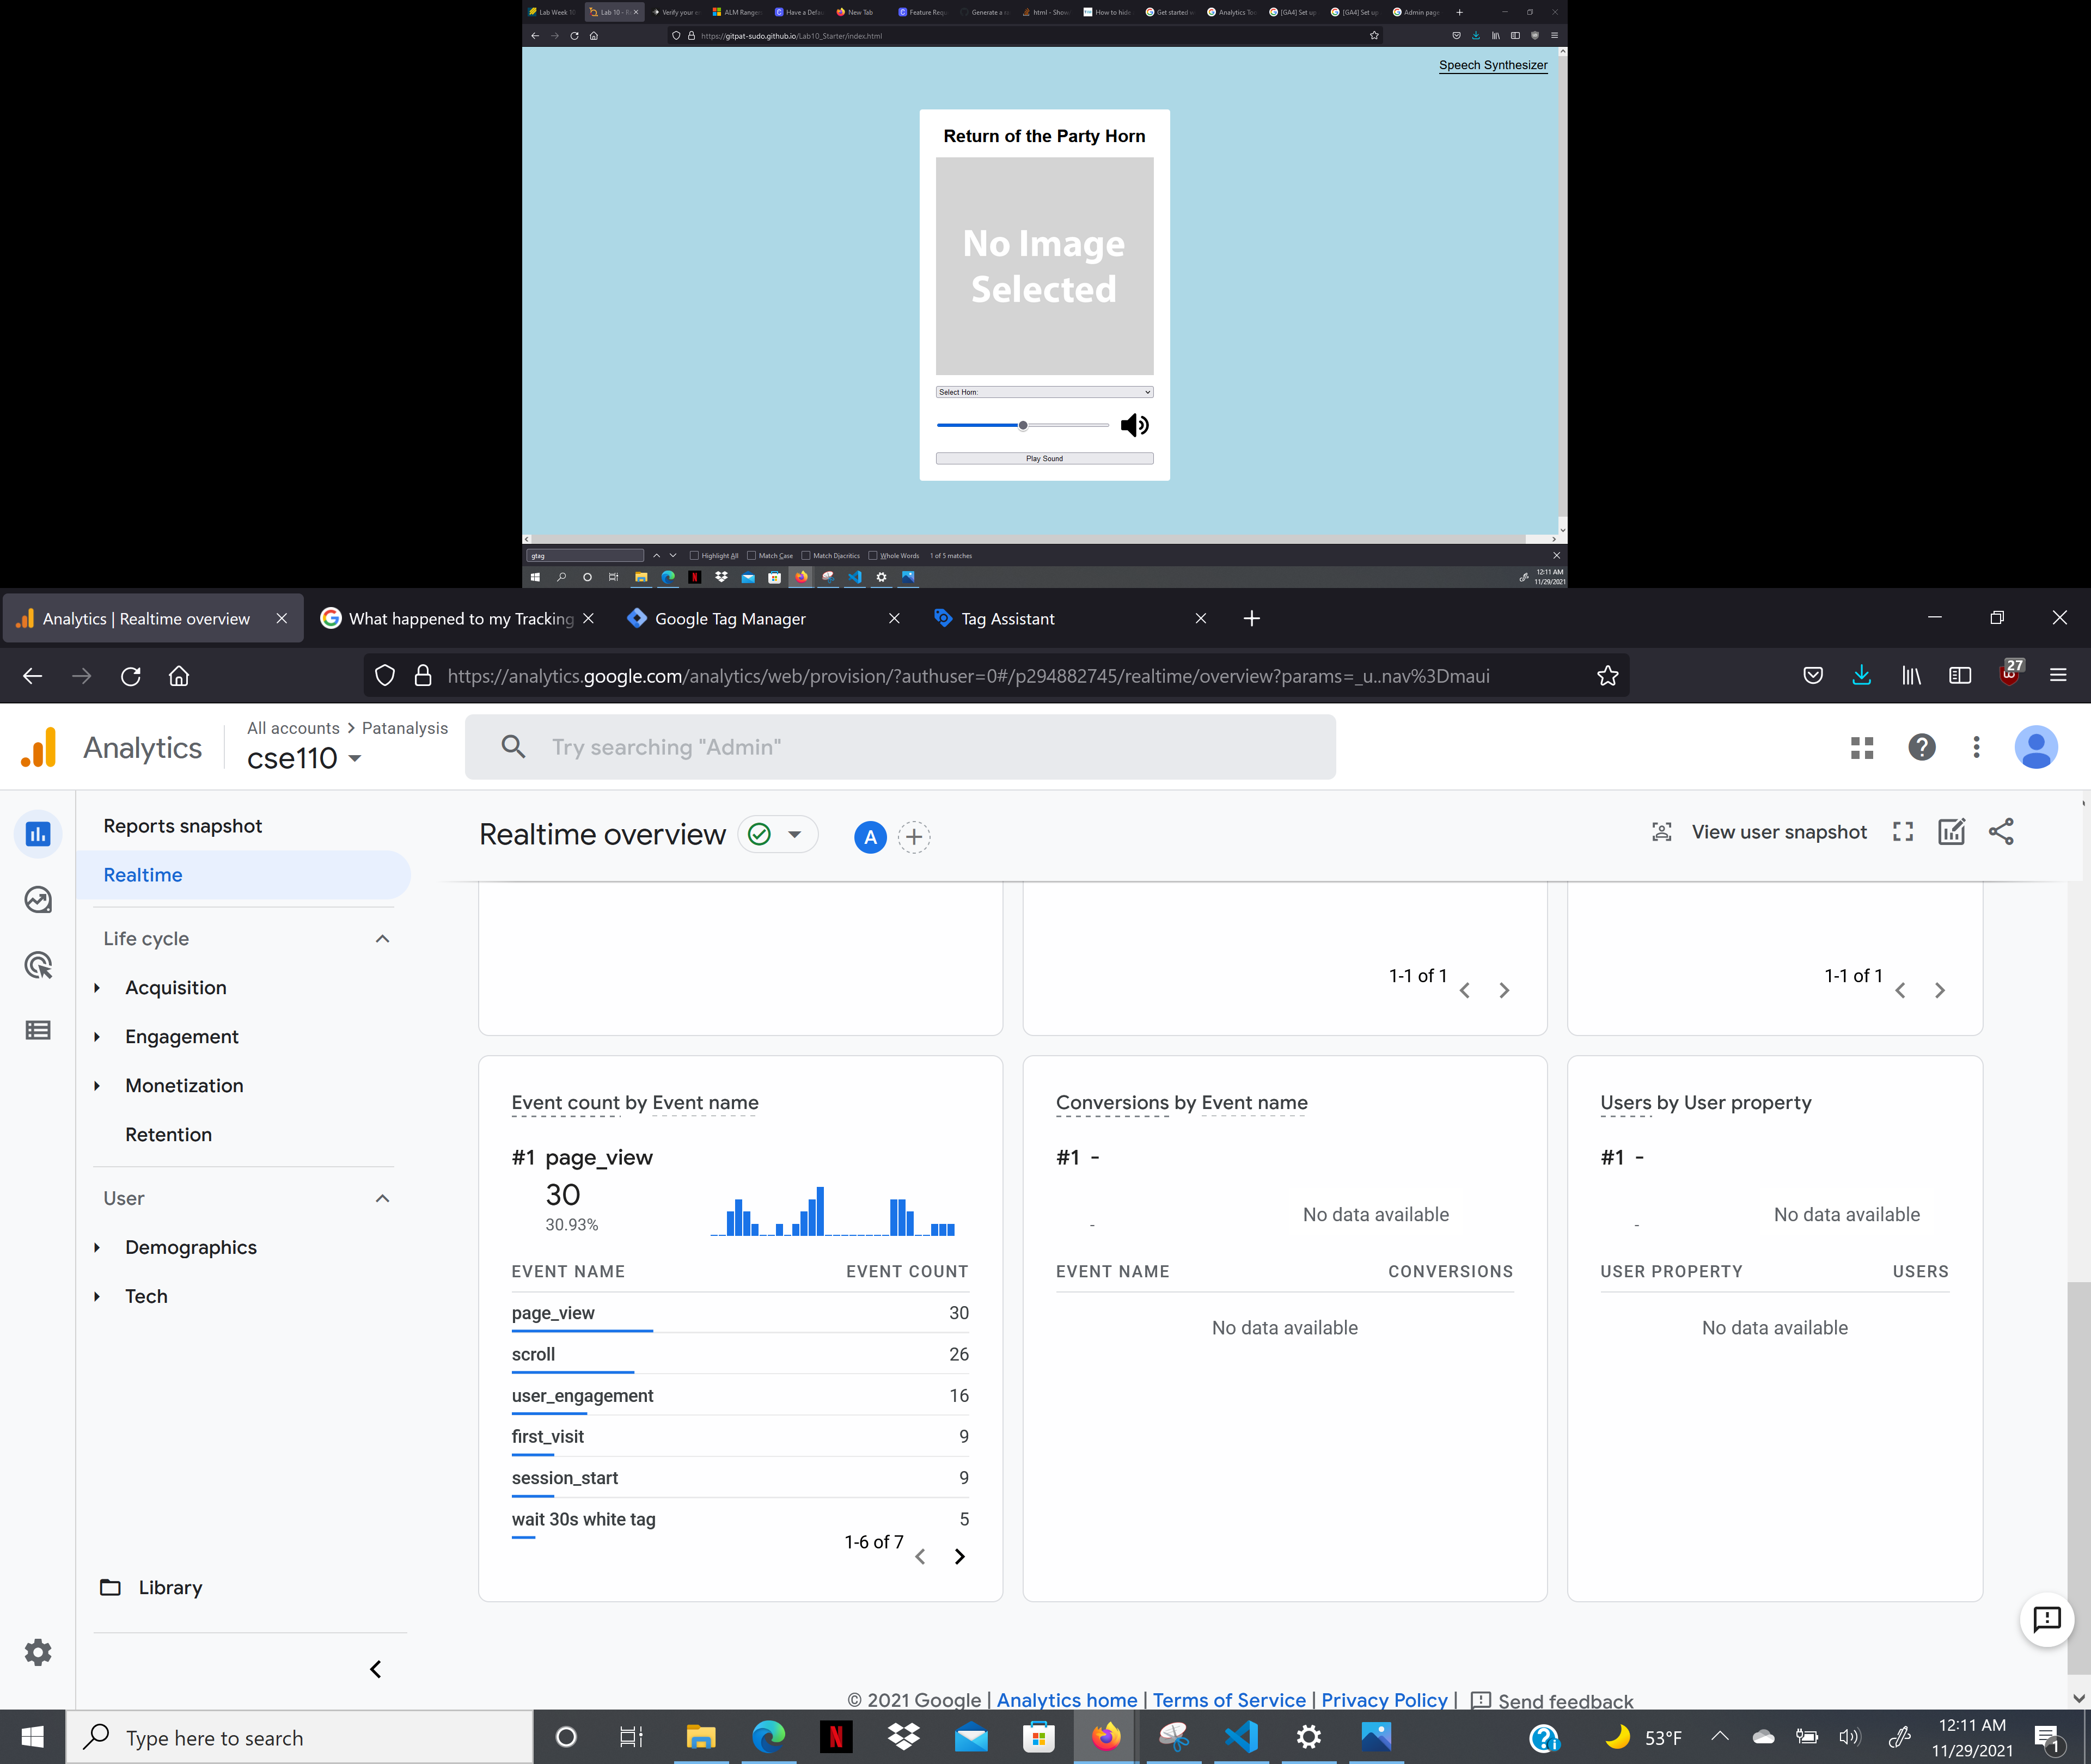 Lab Week 10
Lab 10 - R
Verify your e
ALM Ranger
Have a Defau
New Tab
Feature Requ
Generate a c
html - Show
How to hide
Get started w
Analytics Too
[GA4] Set up
[GA4] Set up
Admin page
https://gitpat-sudo.github.io/Lab10_Starter/index.html
Speech Synthesizer
Return of the Party Horn
No Image
Selected
Select Horn:
Play Sound
gtag
Highlight All
Match Case
Match Diacritics
Whole Words
1 of 5 matches
12:11 AM
11/29/2021
Analytics | Realtime overview
What happened to my Tracking
Google Tag Manager
Tag Assistant
https://analytics.google.com/analytics/web/provision/?authuser=0#/p294882745/realtime/overview?params=_u..nav%3Dmaui
27
Analytics
All accounts > Patanalysis
cse110
Try searching "Admin"
Reports snapshot
Realtime
Life cycle
Acquisition
Engagement
Monetization
Retention
User
Demographics
Tech
Library
Realtime overview
A
View user snapshot
1-1 of 1
1-1 of 1
Event count by Event name
#1 page_view
30
30.93%
EVENT NAME EVENT COUNT
page_view 30
scroll 26
user_engagement 16
first_visit 9
session_start 9
wait 30s white tag 5
1-6 of 7
Conversions by Event name
#1 -
-
No data available
EVENT NAME CONVERSIONS
No data available
Users by User property
#1 -
-
No data available
USER PROPERTY USERS
No data available
© 2021 Google | Analytics home | Terms of Service | Privacy Policy | Send feedback
Type here to search
53°F
12:11 AM
11/29/2021
1